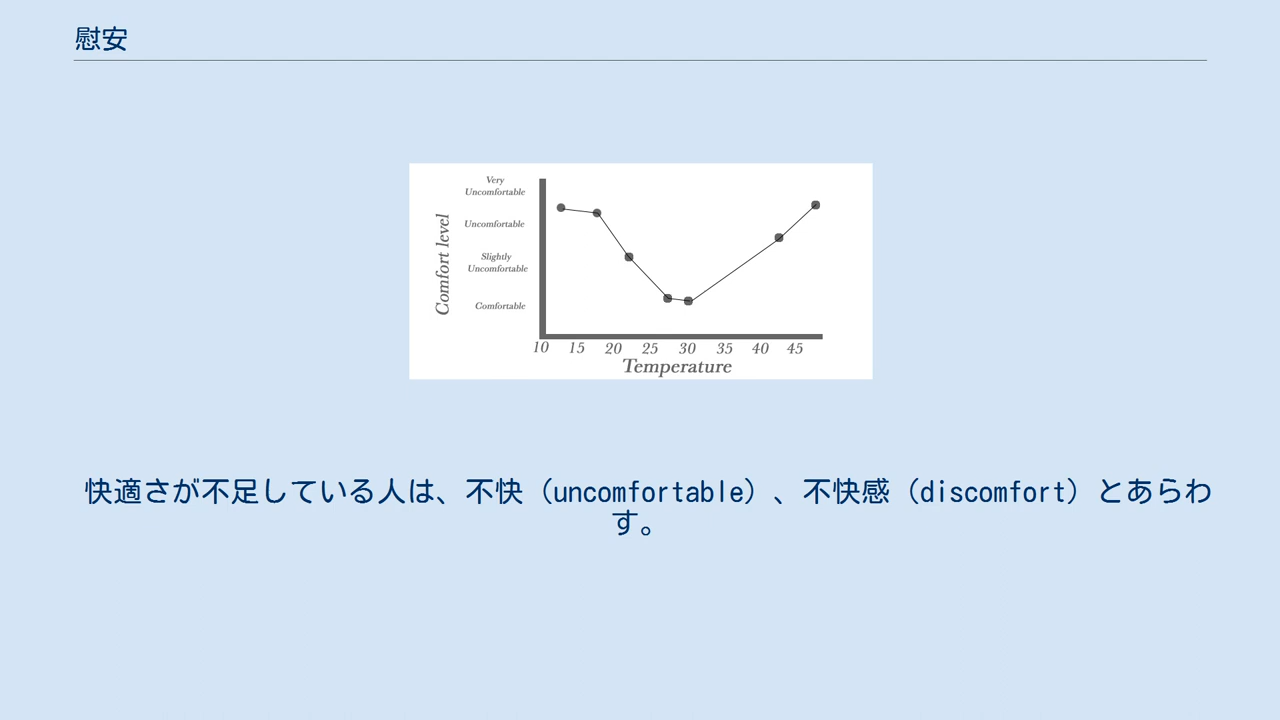 慰安
Very
Uncomfortable
Uncomfortable
Slightly
Uncomfortable
Comfortable
Comfort level
10 15 20 25 30 35 40 45
Temperature
快適さが不足している人は、不快（uncomfortable）、不快感（discomfort）とあらわ
す。